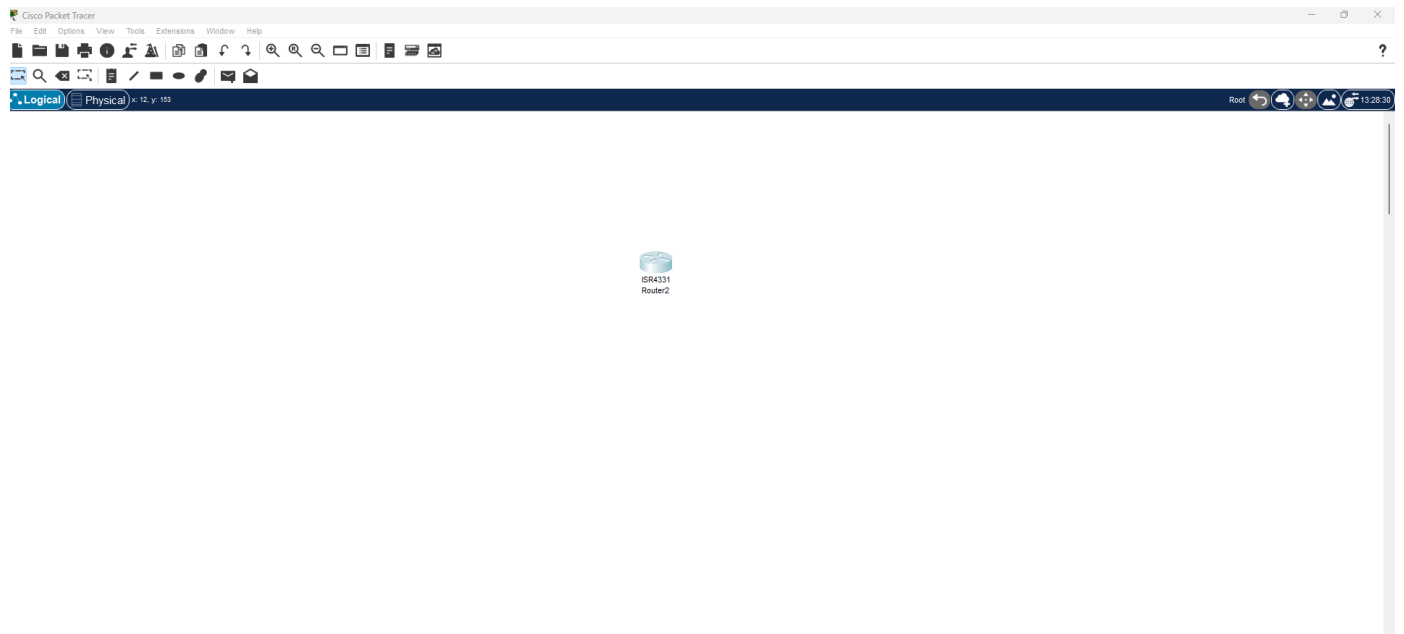 Cisco Packet Tracer
File Edit Options View Tools Extensions Window Help
?
Logical Physical x: 12, y: 153 Root 13:28:30
ISR4331
Router2